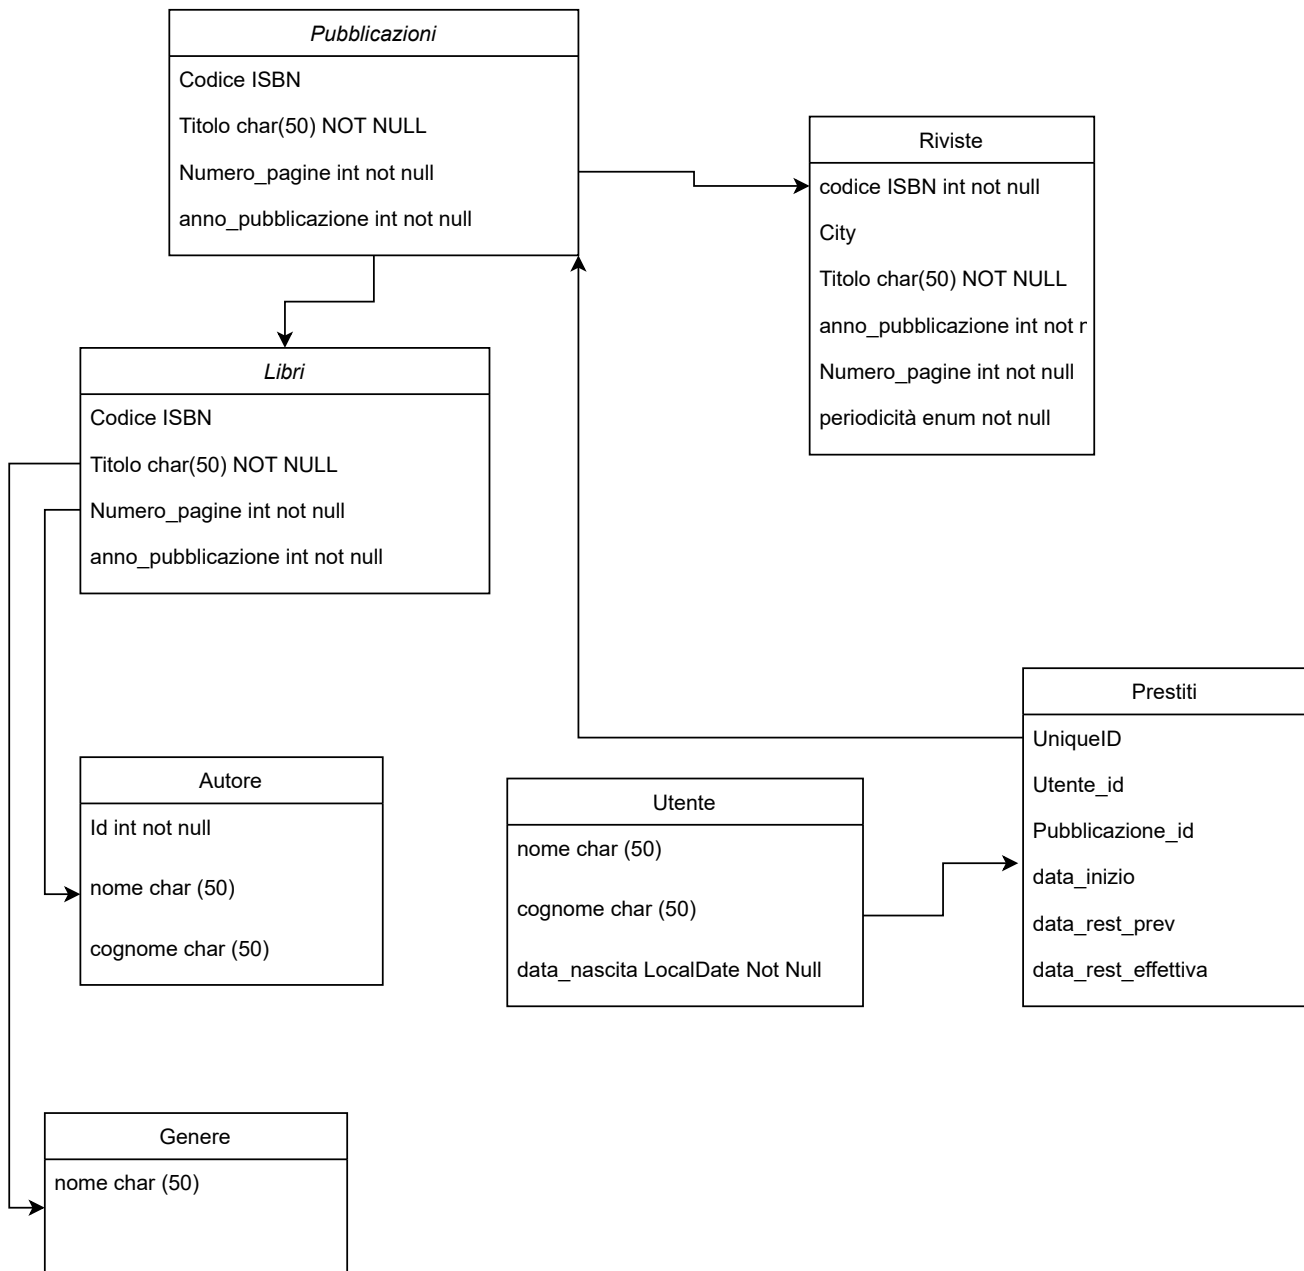 Pubblicazioni
Codice ISBN
Titolo char(50) NOT NULL
Numero_pagine int not null
anno_pubblicazione int not null
Riviste
codice ISBN int not null
City
Titolo char(50) NOT NULL
anno_pubblicazione int not
Numero_pagine int not null
periodicità enum not null
Libri
Codice ISBN
Titolo char(50) NOT NULL
Numero_pagine int not null
anno_pubblicazione int not null
Prestiti
UniqueID
Utente_id
Pubblicazione_id
data_inizio
data_rest_prev
data_rest_effettiva
Autore
Id int not null
nome char (50)
cognome char (50)
Utente
nome char (50)
cognome char (50)
data_nascita LocalDate Not Null
Genere
nome char (50)